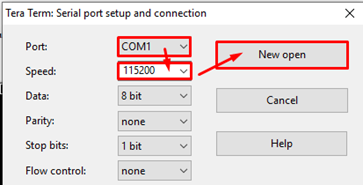 Tera Term: Serial port setup and connection
Port: COM1 New open
Speed: 115200
Data: 8 bit Cancel
Parity: none
Stop bits: 1 bit Help
Flow control: none